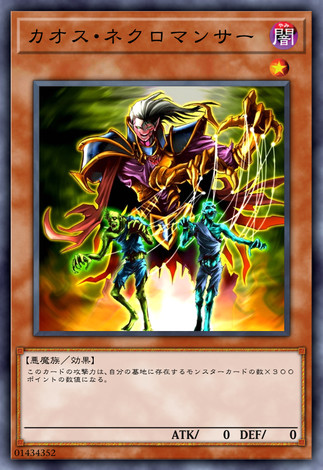 カオス・ネクロマンサー
やみ
闇
【悪魔族／効果】
このカードの攻撃力は、自分の墓地に存在するモンスターカードの数×３００
ポイントの数値になる。
ATK/ 0 DEF/ 0
01434352